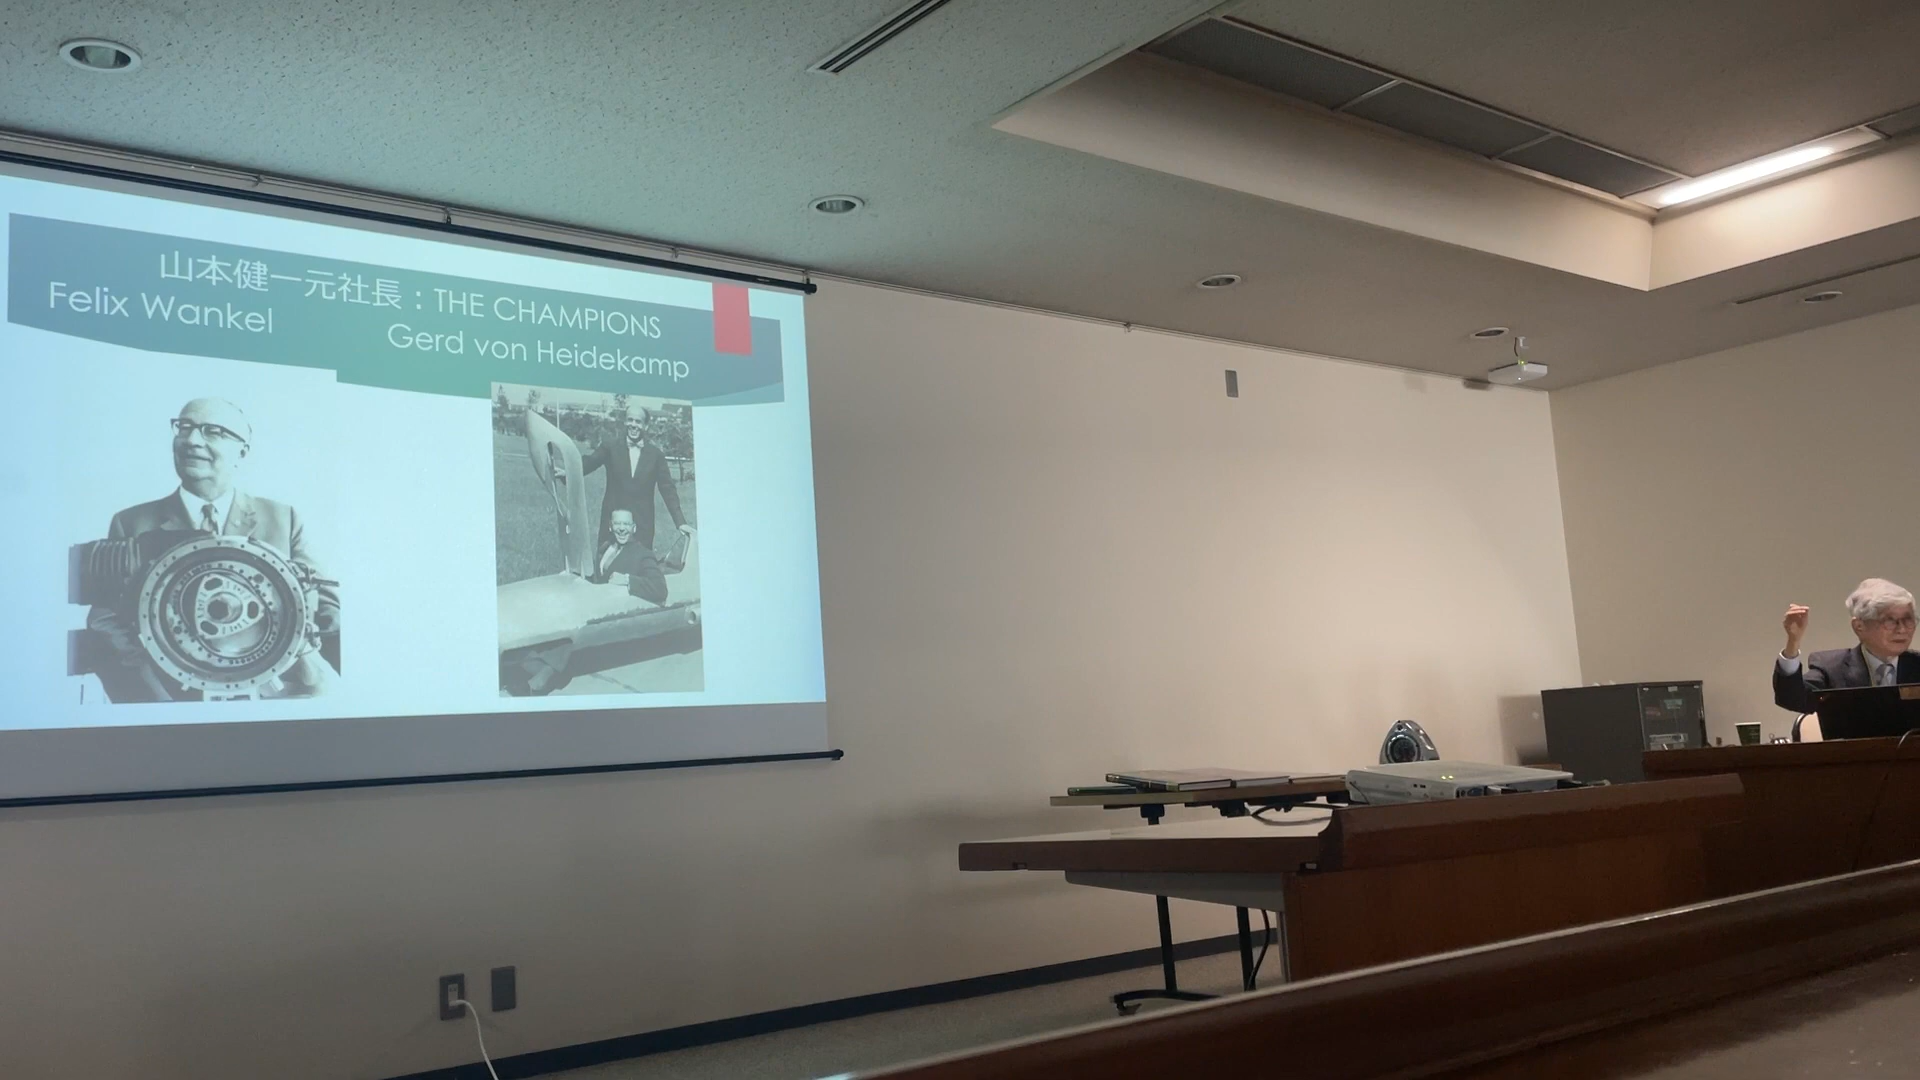 山本健一元社長：THE CHAMPIONS
Felix Wankel
Gerd von Heidekamp